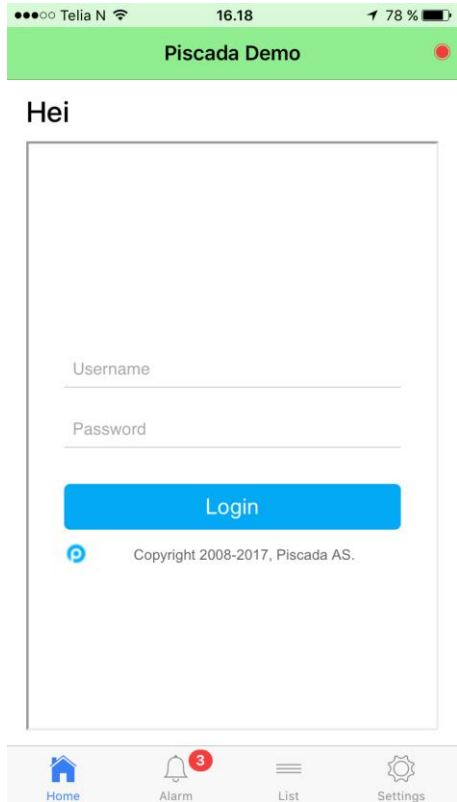 Telia N 16.18 78 %
Piscada Demo
Hei
Username
Password
Login
Copyright 2008-2017, Piscada AS.
3
Home Alarm List Settings